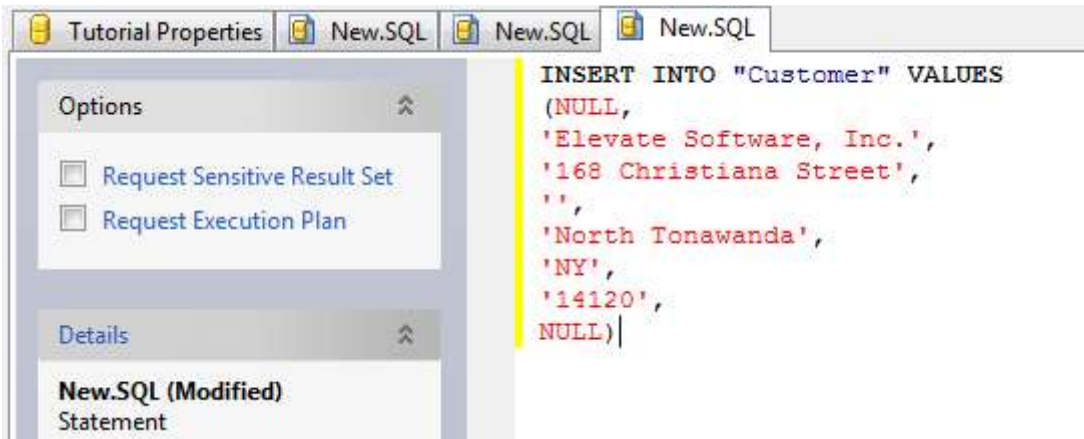 Tutorial Properties New.SQL New.SQL New.SQL
Options
Request Sensitive Result Set
Request Execution Plan
Details
New.SQL (Modified)
Statement
INSERT INTO "Customer" VALUES
(NULL,
'Elevate Software, Inc.',
'168 Christiana Street',
'',
'North Tonawanda',
'NY',
'14120',
NULL)